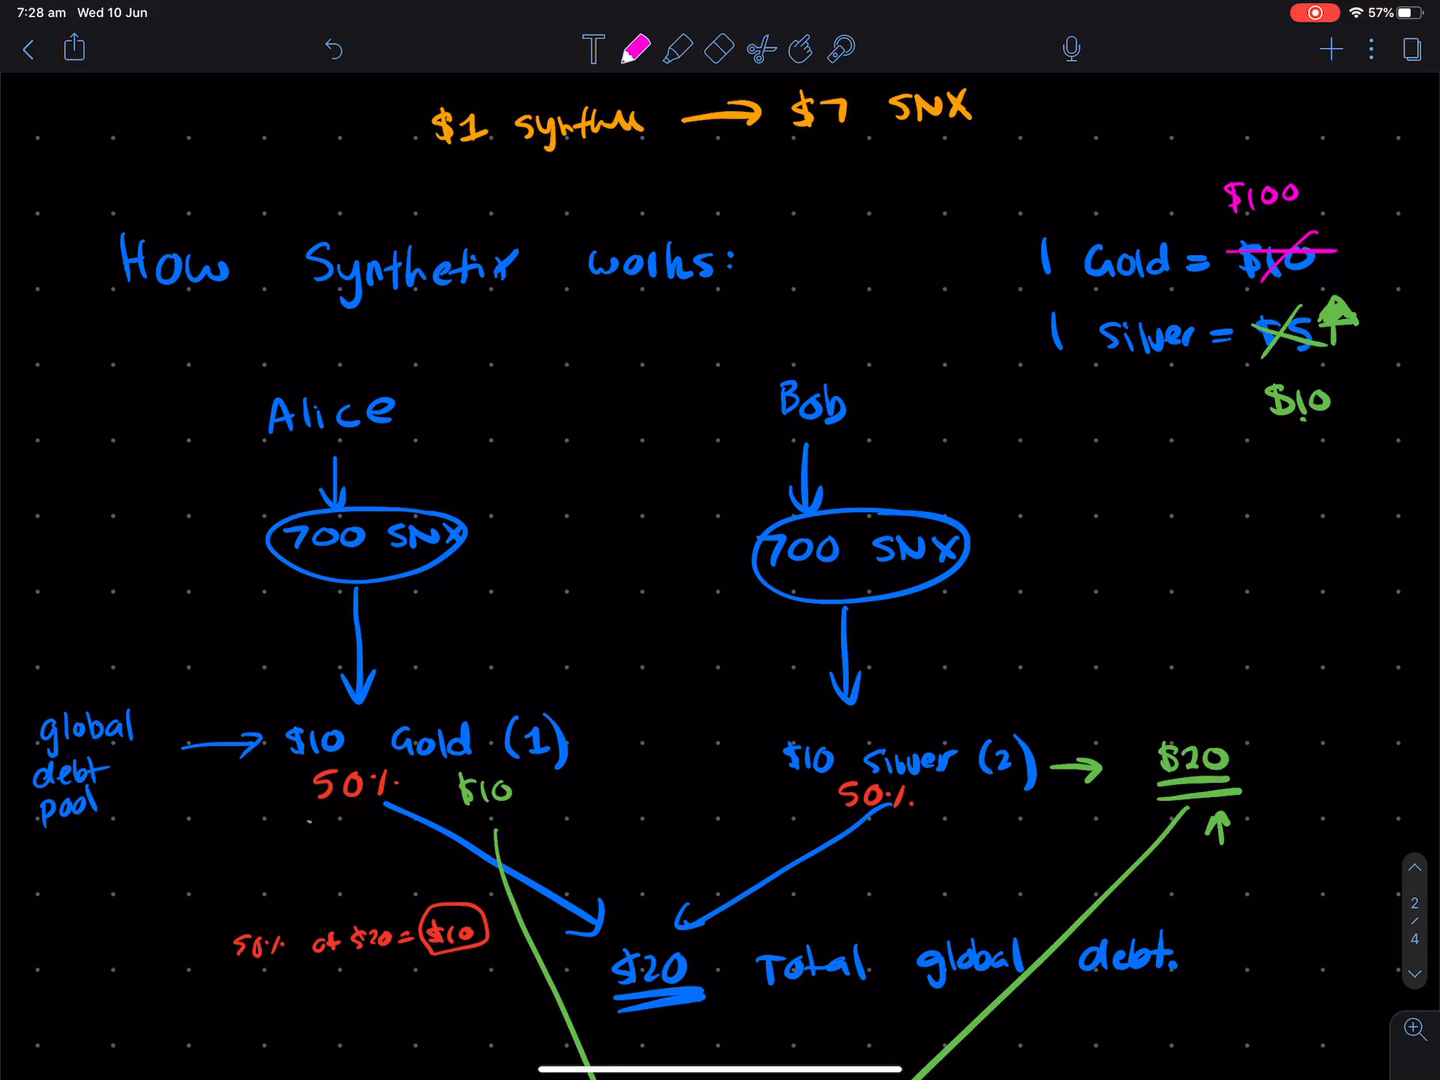 7:28 am Wed 10 Jun
57%
$1 synths → $7 SNX
$100
How Synthetix works:
1 Gold = $10
1 Silver = $5
$10
Alice
Bob
700 SNX
700 SNX
global debt pool
→ $10 Gold (1)
50%
$10
$10 Silver (2) → $20
50%
50% of $20 = $10
$20 Total global debt.
2
/
4